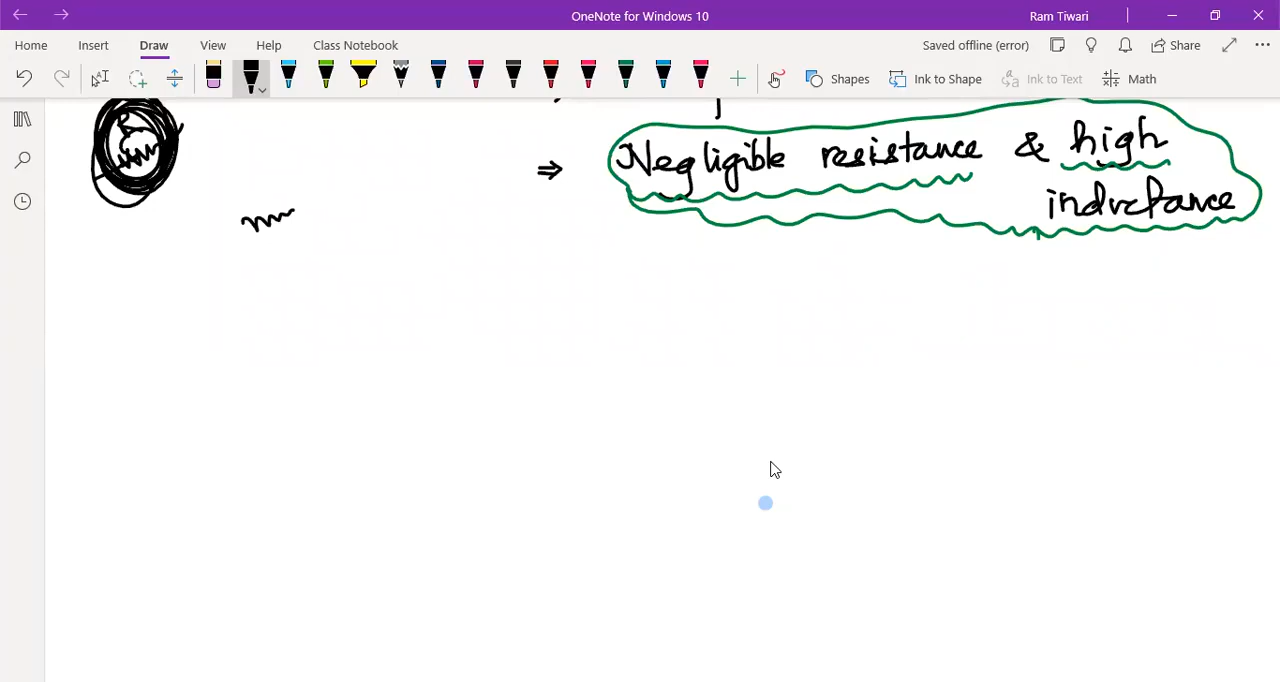 OneNote for Windows 10
Ram Tiwari
Home Insert Draw View Help Class Notebook
Saved offline (error) Share
Shapes Ink to Shape Ink to Text Math
⇒ Negligible resistance & high
inductance